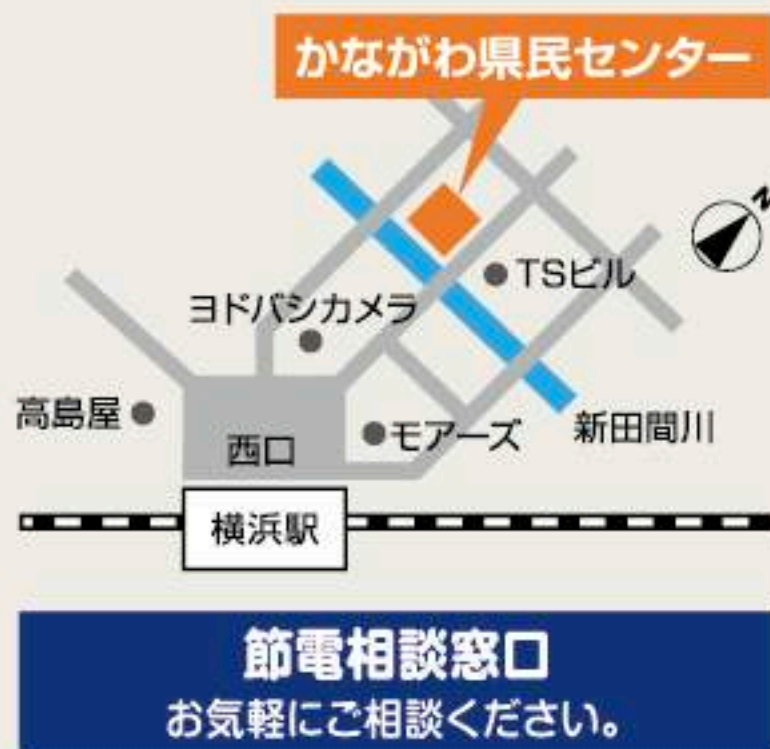 かながわ県民センター
N
TSビル
ヨドバシカメラ
高島屋
西口
モアーズ
新田間川
横浜駅
節電相談窓口
お気軽にご相談ください。